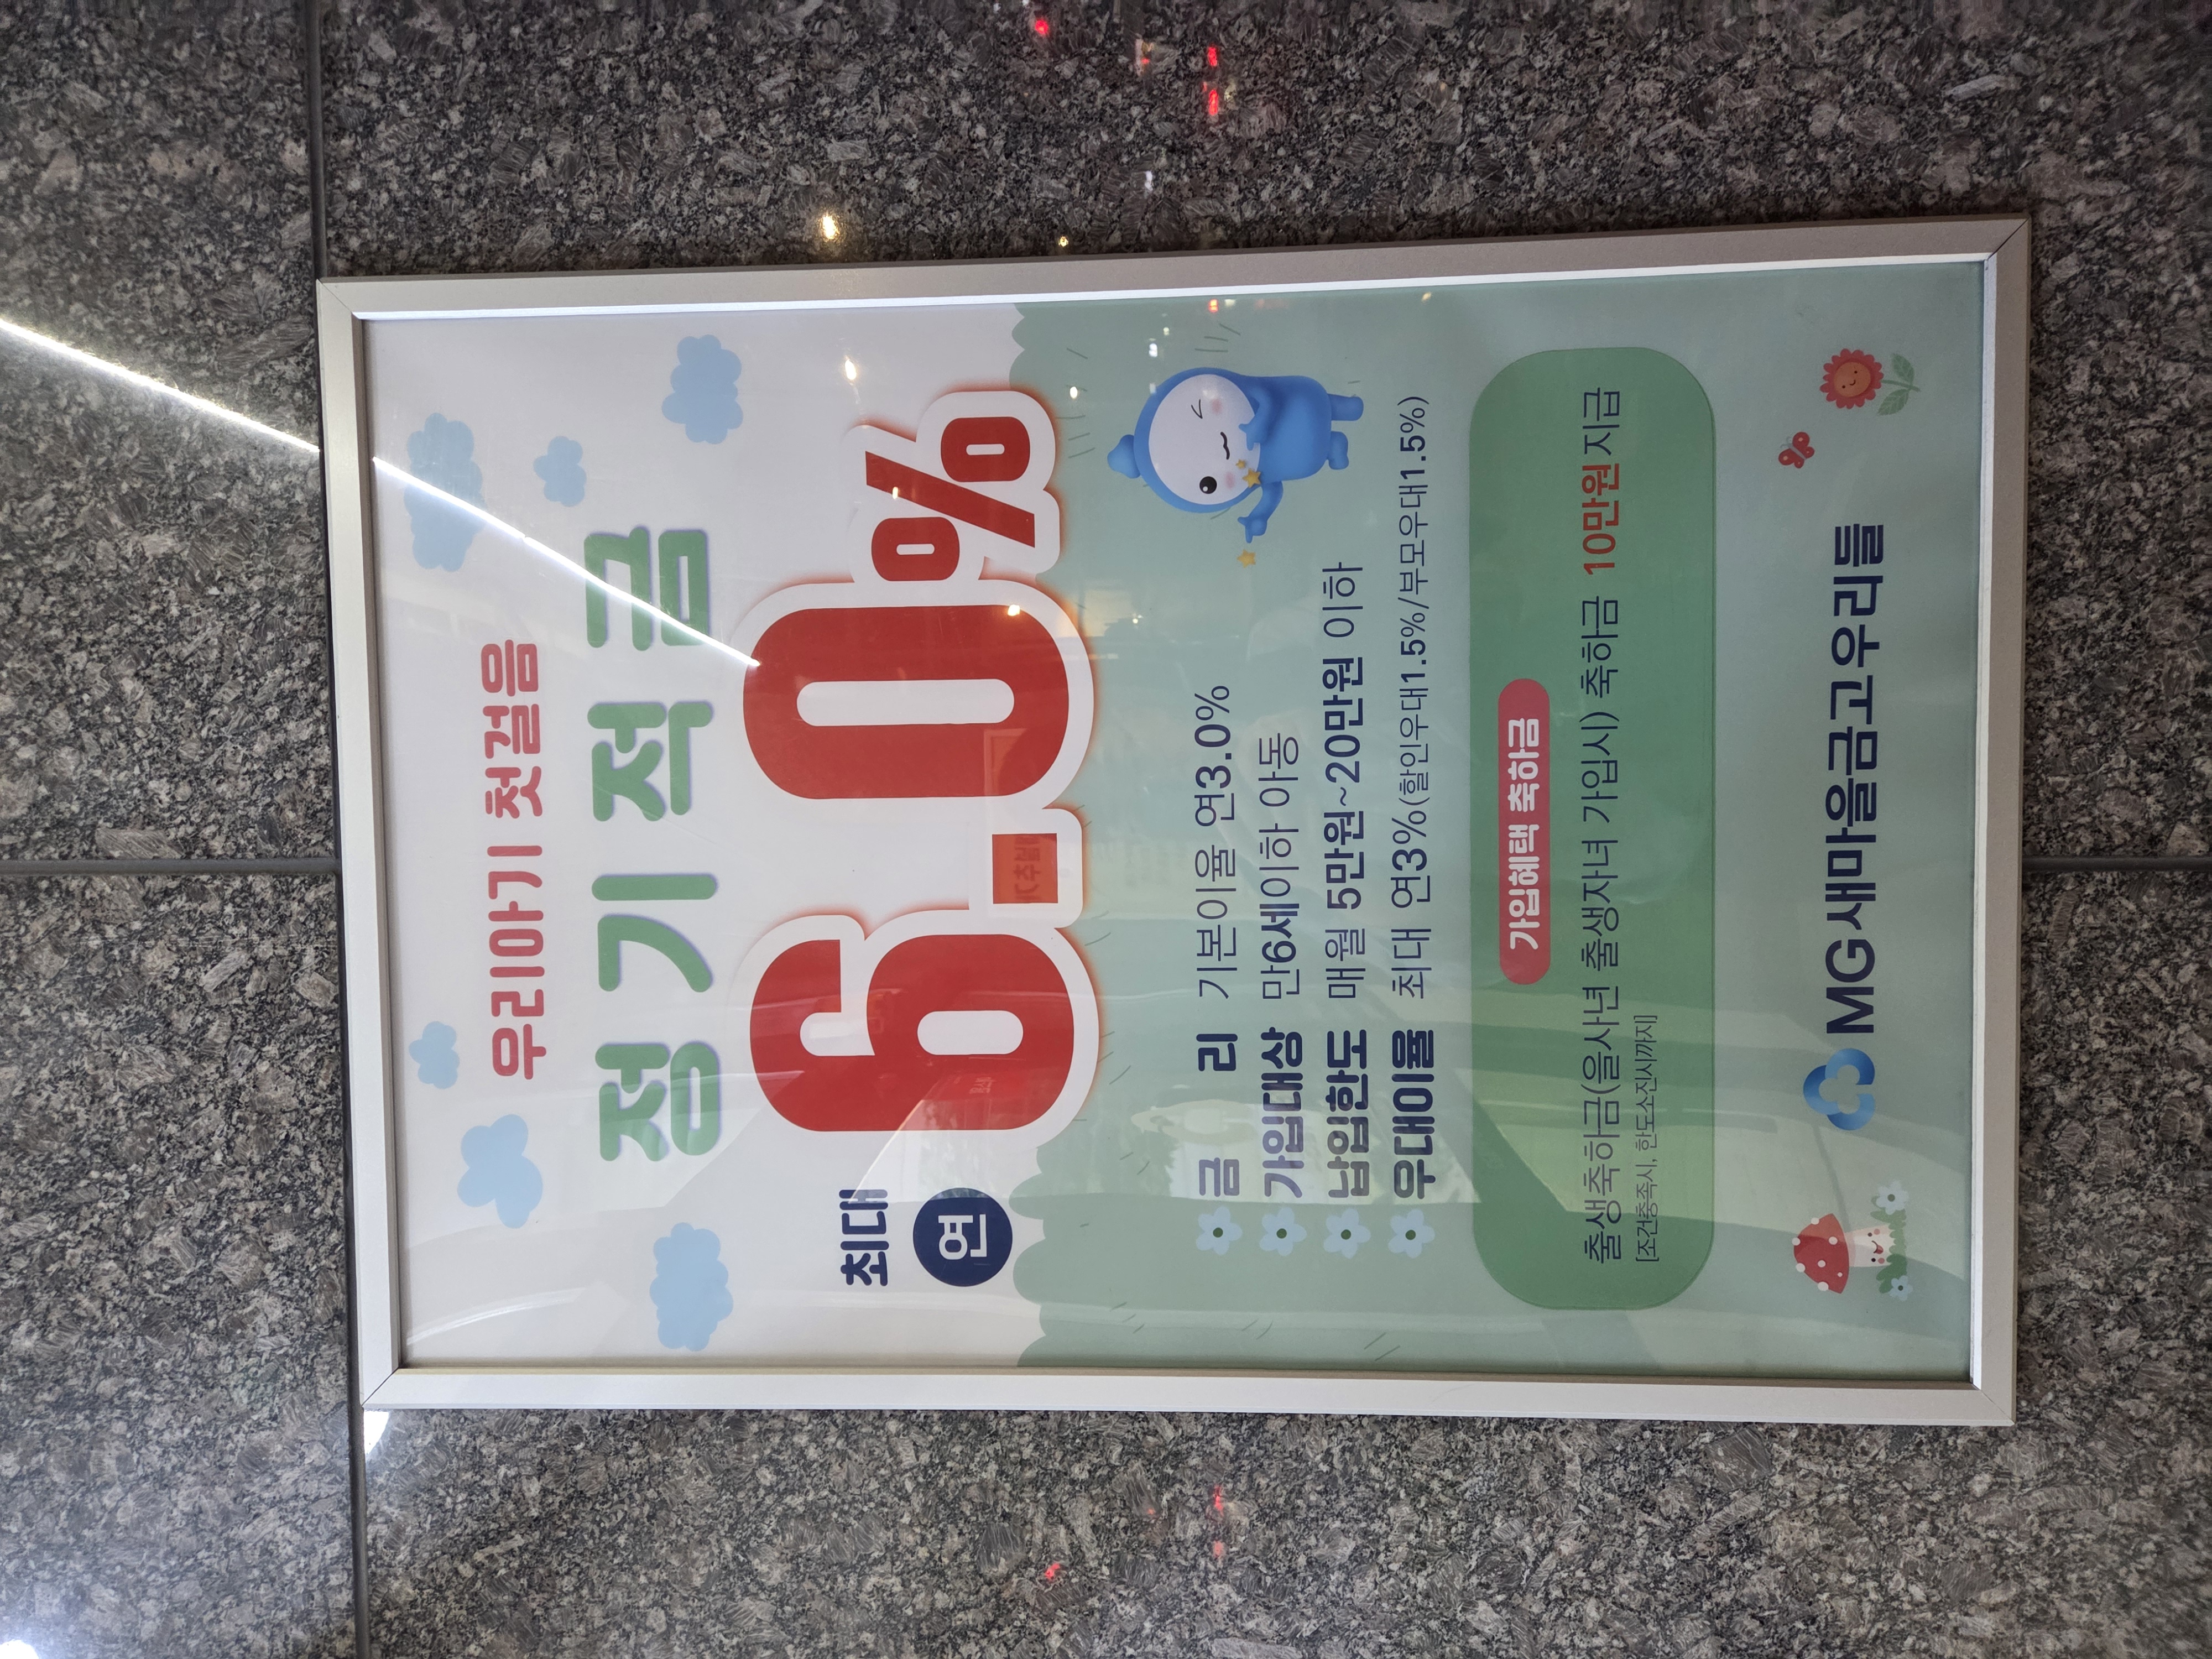 우리아기 첫걸음
정기적금
최대
연
6.0%
금 리 기본이율 연3.0%
가입대상 만6세이하 아동
납입한도 매월 5만원~20만원 이하
우대이율 최대 연3%(할인우대1.5%/부모우대1.5%)
가입혜택 축하금
출생축하금(을사년 출생자녀 가입시) 축하금 10만원 지급
[조건충족시, 한도소진시까지]
MG새마을금고우리들